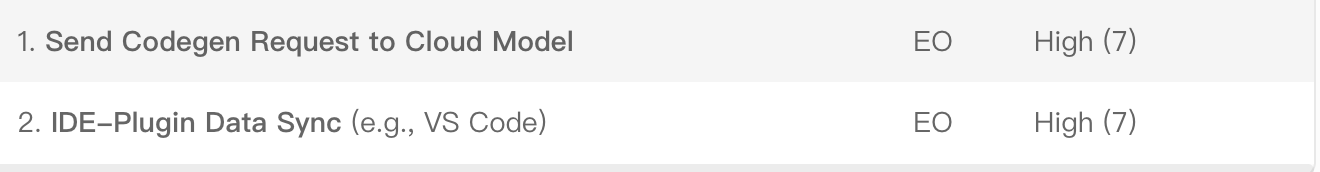 1. Send Codegen Request to Cloud Model EO High (7)
2. IDE–Plugin Data Sync (e.g., VS Code) EO High (7)